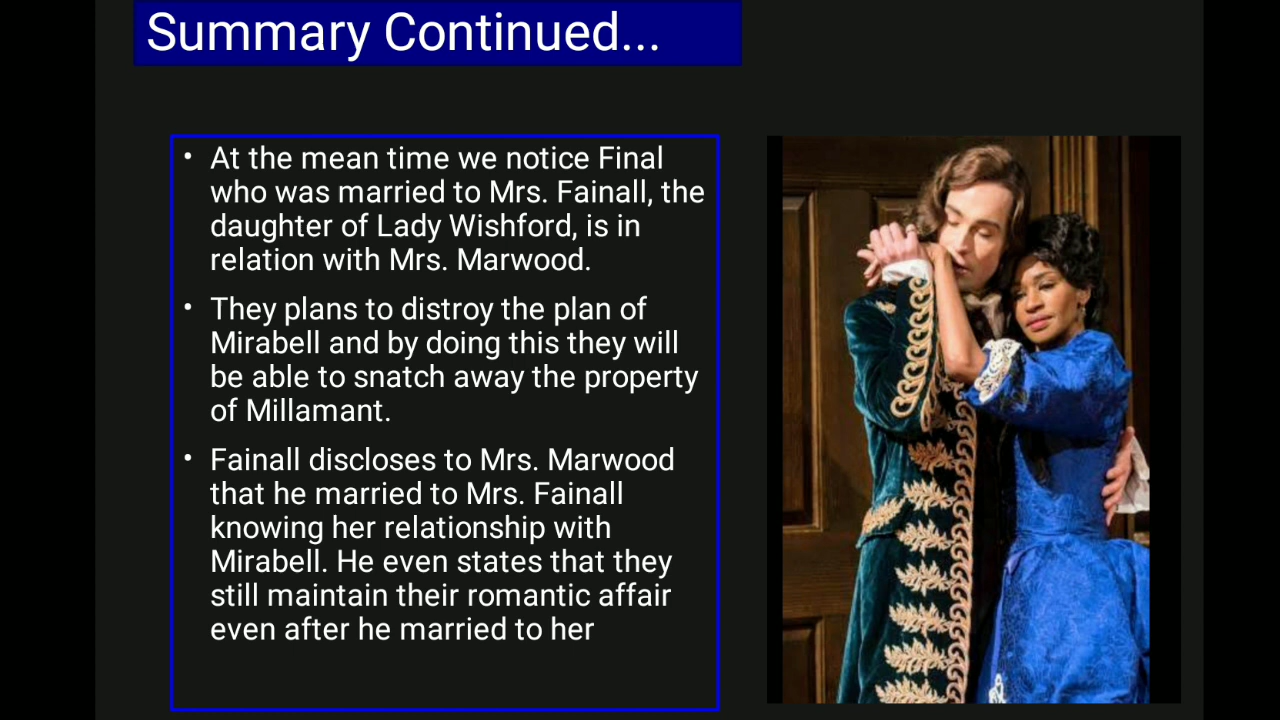 Summary Continued...
• At the mean time we notice Final
who was married to Mrs. Fainall, the
daughter of Lady Wishford, is in
relation with Mrs. Marwood.
• They plans to distroy the plan of
Mirabell and by doing this they will
be able to snatch away the property
of Millamant.
• Fainall discloses to Mrs. Marwood
that he married to Mrs. Fainall
knowing her relationship with
Mirabell. He even states that they
still maintain their romantic affair
even after he married to her